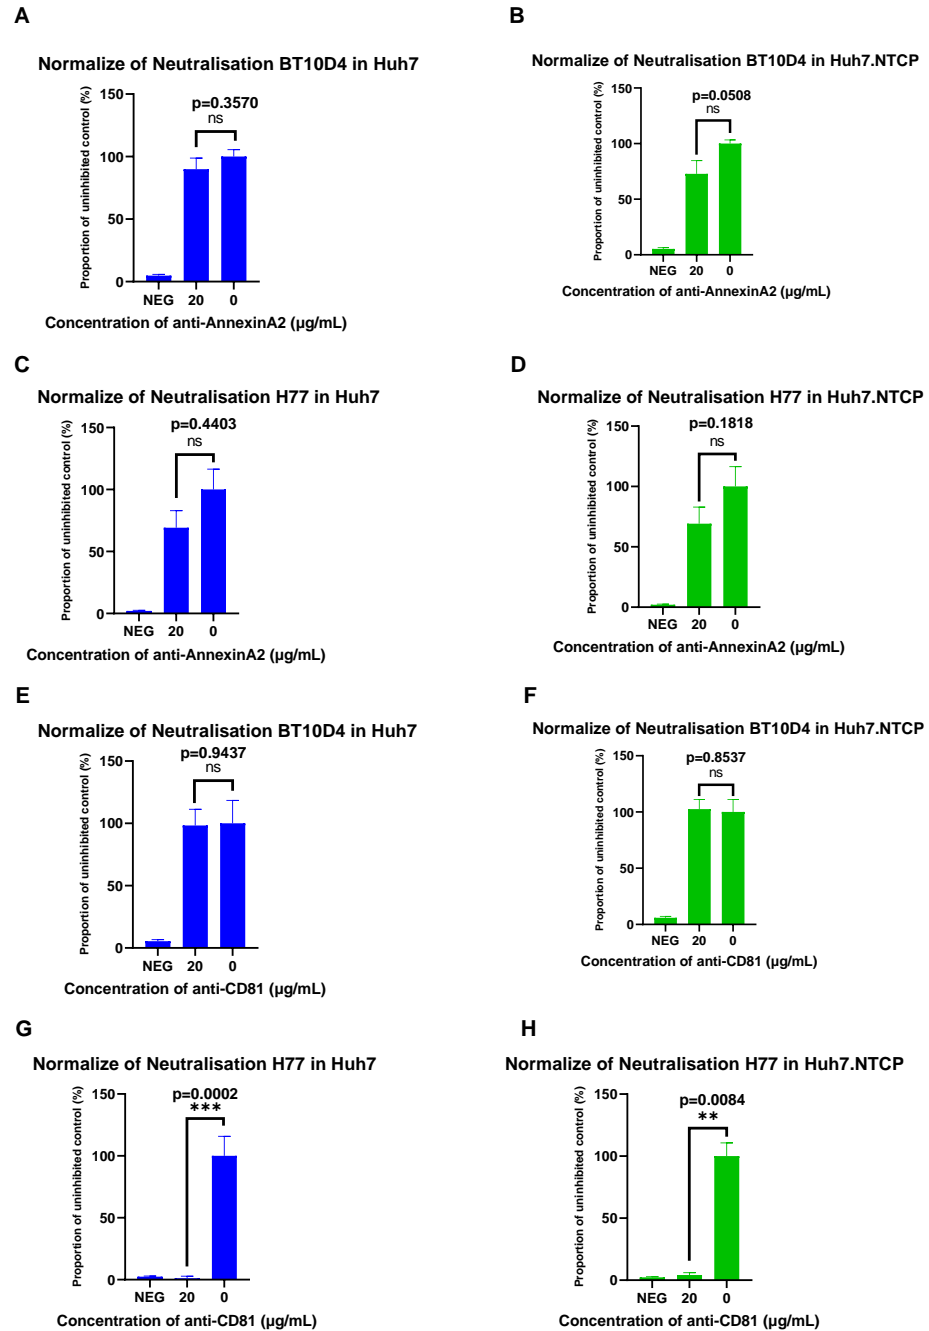 A
Normalize of Neutralisation BT10D4 in Huh7
Proportion of uninhibited control (%)
150
100
50
0
p=0.3570
ns
NEG 20 0
Concentration of anti-AnnexinA2 (µg/mL)
B
Normalize of Neutralisation BT10D4 in Huh7.NTCP
Proportion of uninhibited control (%)
150
100
50
0
p=0.0508
ns
NEG 20 0
Concentration of anti-AnnexinA2 (µg/mL)
C
Normalize of Neutralisation H77 in Huh7
Proportion of uninhibited control (%)
150
100
50
0
p=0.4403
ns
NEG 20 0
Concentration of anti-AnnexinA2 (µg/mL)
D
Normalize of Neutralisation H77 in Huh7.NTCP
Proportion of uninhibited control (%)
150
100
50
0
p=0.1818
ns
NEG 20 0
Concentration of anti-AnnexinA2 (µg/mL)
E
Normalize of Neutralisation BT10D4 in Huh7
Proportion of uninhibited control (%)
150
100
50
0
p=0.9437
ns
NEG 20 0
Concentration of anti-CD81 (µg/mL)
F
Normalize of Neutralisation BT10D4 in Huh7.NTCP
Proportion of uninhibited control (%)
150
100
50
0
p=0.8537
ns
NEG 20 0
Concentration of anti-CD81 (µg/mL)
G
Normalize of Neutralisation H77 in Huh7
Proportion of uninhibited control (%)
150
100
50
0
p=0.0002
***
NEG 20 0
Concentration of anti-CD81 (µg/mL)
H
Normalize of Neutralisation H77 in Huh7.NTCP
Proportion of uninhibited control (%)
150
100
50
0
p=0.0084
**
NEG 20 0
Concentration of anti-CD81 (µg/mL)